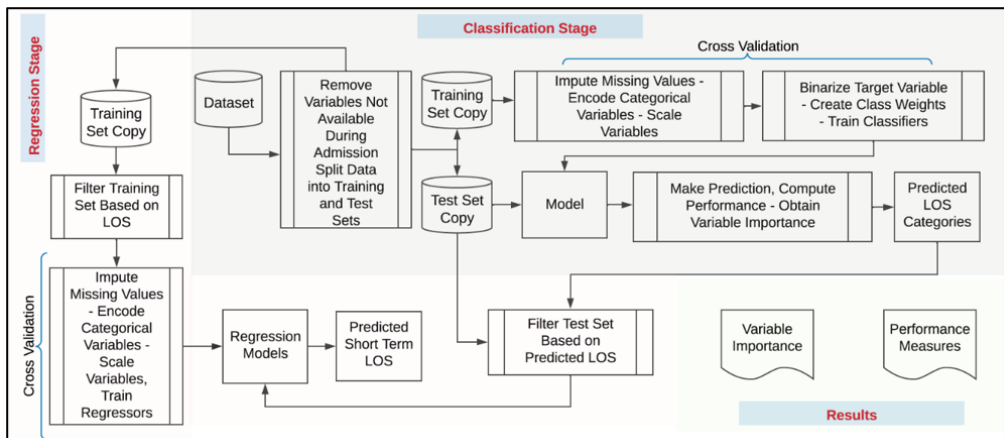 Regression Stage
Classification Stage
Cross Validation
Training
Set Copy
Dataset
Remove
Variables Not
Available
During
Admission
Split Data
into Training
and Test
Sets
Training
Set Copy
Impute Missing Values -
Encode Categorical
Variables - Scale
Variables
Binarize Target Variable
- Create Class Weights
- Train Classifiers
Filter Training
Set Based on
LOS
Test Set
Copy
Model
Make Prediction, Compute
Performance - Obtain
Variable Importance
Predicted
LOS
Categories
Cross Validation
Impute
Missing Values
- Encode
Categorical
Variables -
Scale
Variables, Train
Regressors
Regression
Models
Predicted
Short Term
LOS
Filter Test Set
Based on
Predicted LOS
Variable
Importance
Performance
Measures
Results